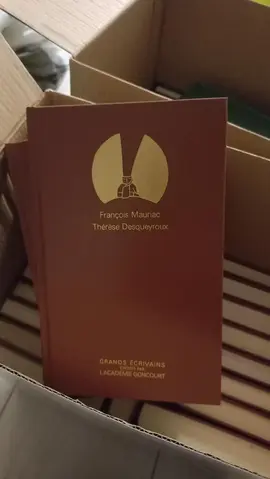 François Mauriac
Thérèse Desqueyroux
GRANDS ÉCRIVAINS
CHOISIS PAR
L'ACADÉMIE GONCOURT